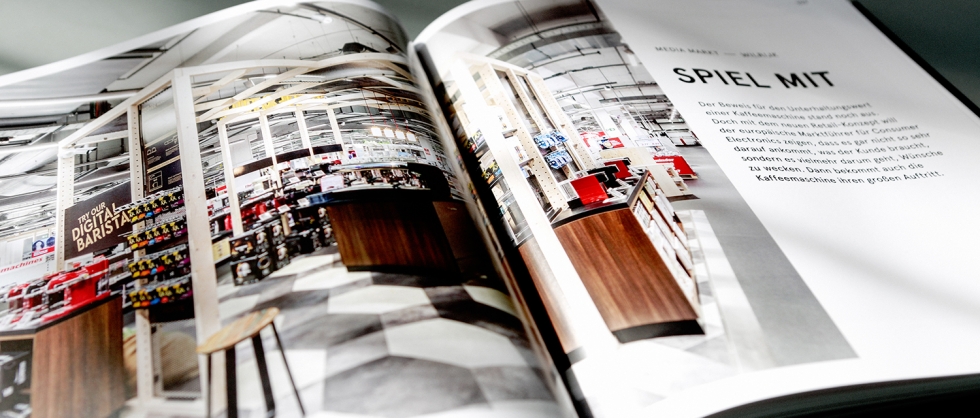 TRY OUR
DIGITAL
BARISTA
machines
MEDIA MARKT — WILRIJK
SPIEL MIT
Der Beweis für den Unterhaltungswert
einer Kaffeemaschine stand noch aus.
Doch mit dem neuen Retail-Konzept will
der europäische Marktführer für Consumer
Electronics zeigen, dass es gar nicht so sehr
darauf ankommt, was der Kunde braucht,
sondern es vielmehr darum geht, Wünsche
zu wecken. Dann bekommt auch die
Kaffeemaschine ihren großen Auftritt.